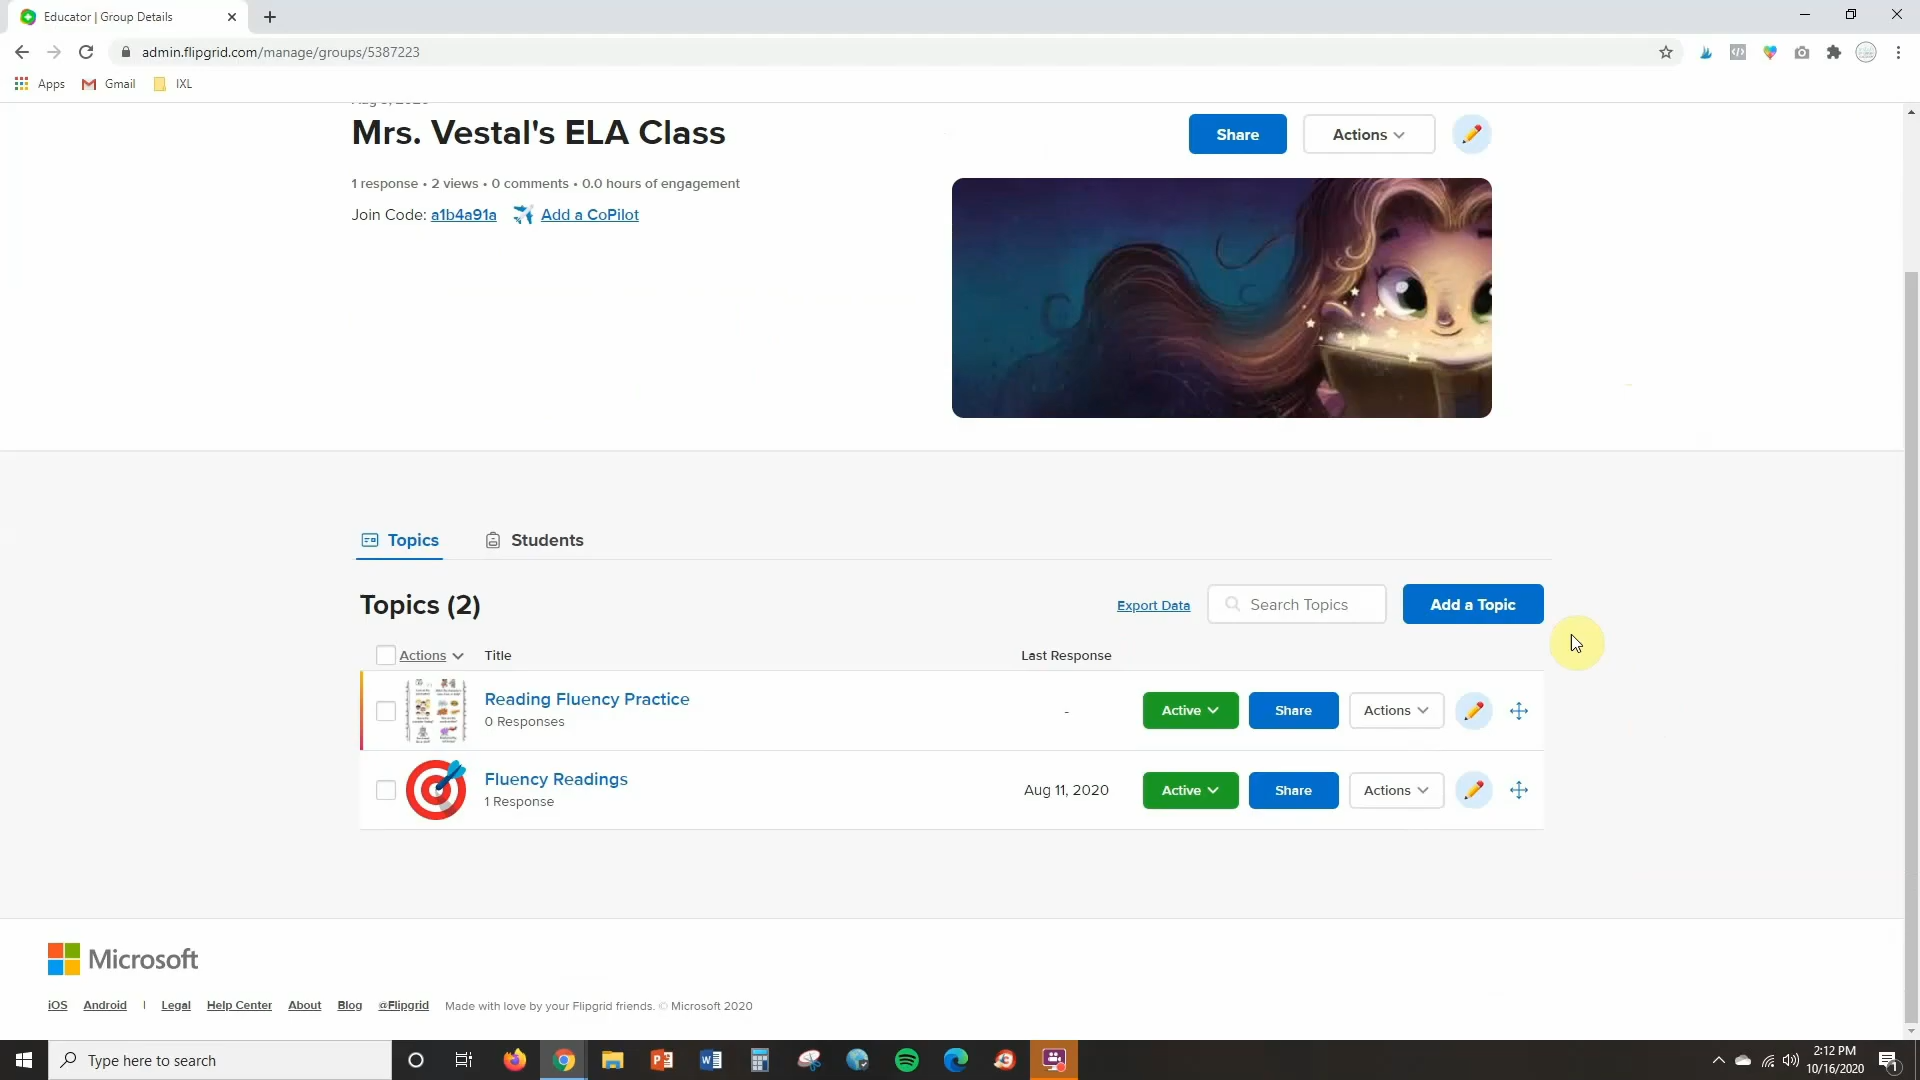 Educator | Group Details
admin.flipgrid.com/manage/groups/5387223
Apps Gmail IXL
Mrs. Vestal's ELA Class
Share Actions
1 response • 2 views • 0 comments • 0.0 hours of engagement
Join Code: a1b4a91a Add a CoPilot
Topics Students
Topics (2) Export Data Search Topics Add a Topic
Actions Title Last Response
Reading Fluency Practice
0 Responses
- Active Share Actions
Fluency Readings
1 Response
Aug 11, 2020 Active Share Actions
Microsoft
iOS Android | Legal Help Center About Blog @Flipgrid Made with love by your Flipgrid friends. © Microsoft 2020
Type here to search
2:12 PM
10/16/2020
1